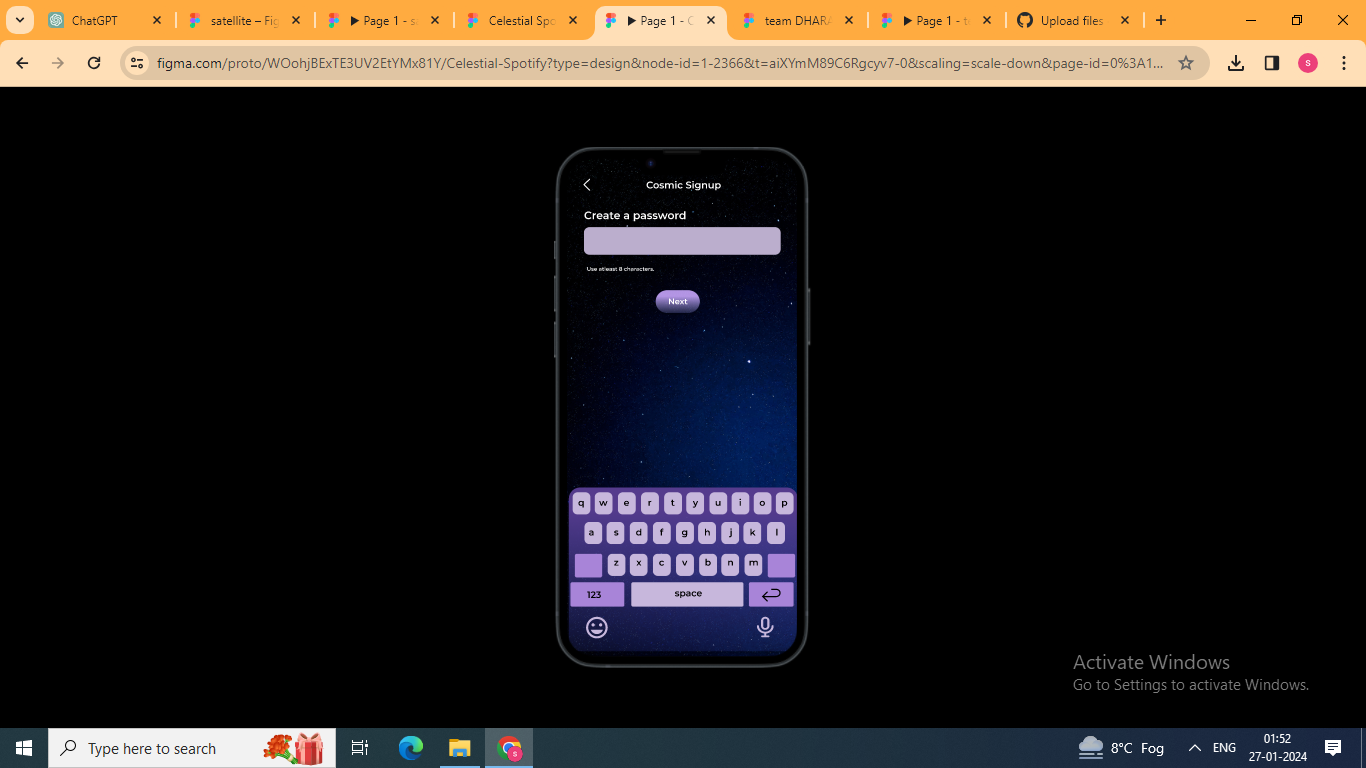 ChatGPT
satellite – Fig
Page 1 - s
Celestial Spo
Page 1 - C
team DHARA
Page 1 - t
Upload files
figma.com/proto/WOohjBExTE3UV2EtYMx81Y/Celestial-Spotify?type=design&node-id=1-2366&t=aiXYmM89C6Rgcyv7-0&scaling=scale-down&page-id=0%3A1...
S
Cosmic Signup
Create a password
Use atleast 8 characters.
Next
q w e r t y u i o p
a s d f g h j k l
z x c v b n m
123 space
Activate Windows
Go to Settings to activate Windows.
Type here to search
S
8°C Fog
ENG
01:52
27-01-2024